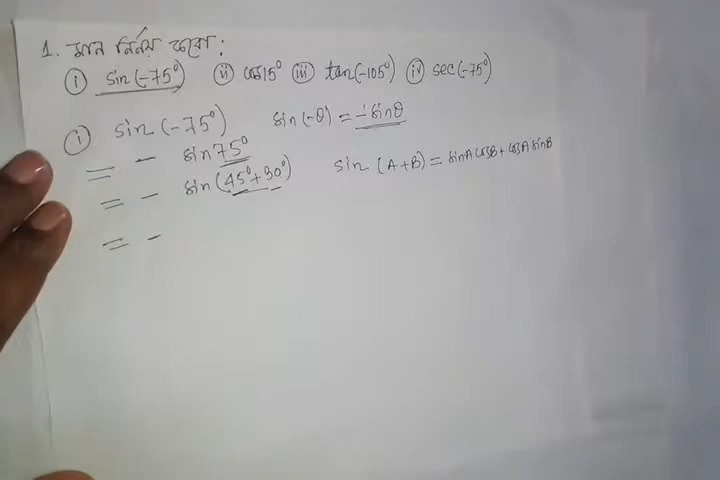 1. মান নির্নয় করো:
(i) sin(-75°) (ii) cos15° (iii) tan(-105°) (iv) sec(-75°)
(i) sin(-75°) sin(-θ) = -sinθ
= - sin75°
= - sin(45°+30°) sin(A+B) = sinA cosB + cosA sinB
= -